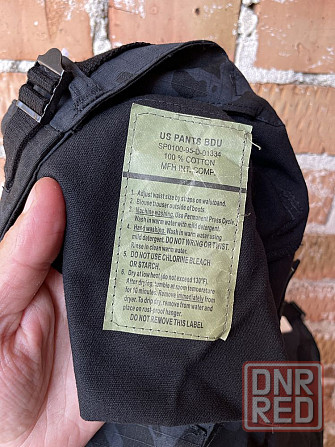 US PANTS BDU
SP0100-95-D-01334
100 % COTTON
MFH INT. COMP.
1. Adjust waist size by straps on waistband.
2. Blouse trouser outside of boots.
3. Machine washing. Use Permanent Press Cycle.
Wash in warm water with mild detergent.
4. Hand washing. Wash in warm water using
mild detergent. DO NOT WRING OR TWIST.
Rinse in clean warm water.
5. DO NOT USE CHLORINE BLEACH
OR STARCH.
6. Dry at low heat (do not exceed 130°F).
After drying, tumble at room temperature
for 10 minutes. Remove immediately from
dryer. To drip dry, remove from water and
place on rust-proof hanger.
DO NOT REMOVE THIS LABEL
DNR
RED